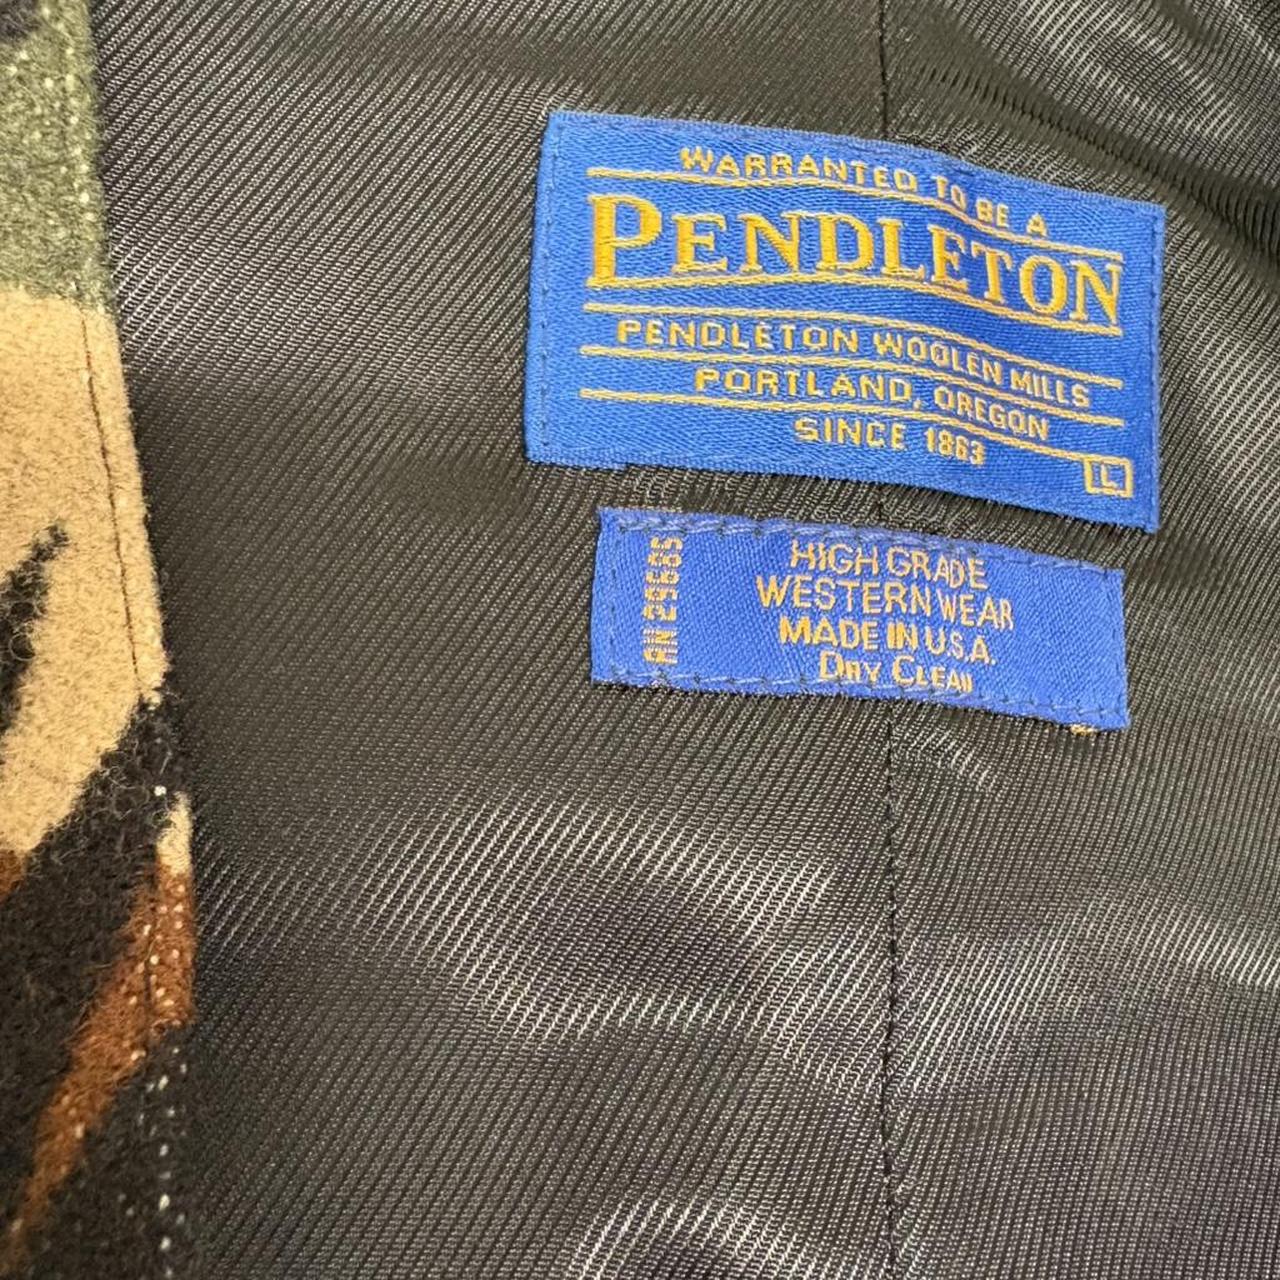 WARRANTED TO BE A
PENDLETON
PENDLETON WOOLEN MILLS
PORTLAND, OREGON
SINCE 1863
L
RN 29685
HIGH GRADE
WESTERN WEAR
MADE IN U.S.A.
DRY CLEAN